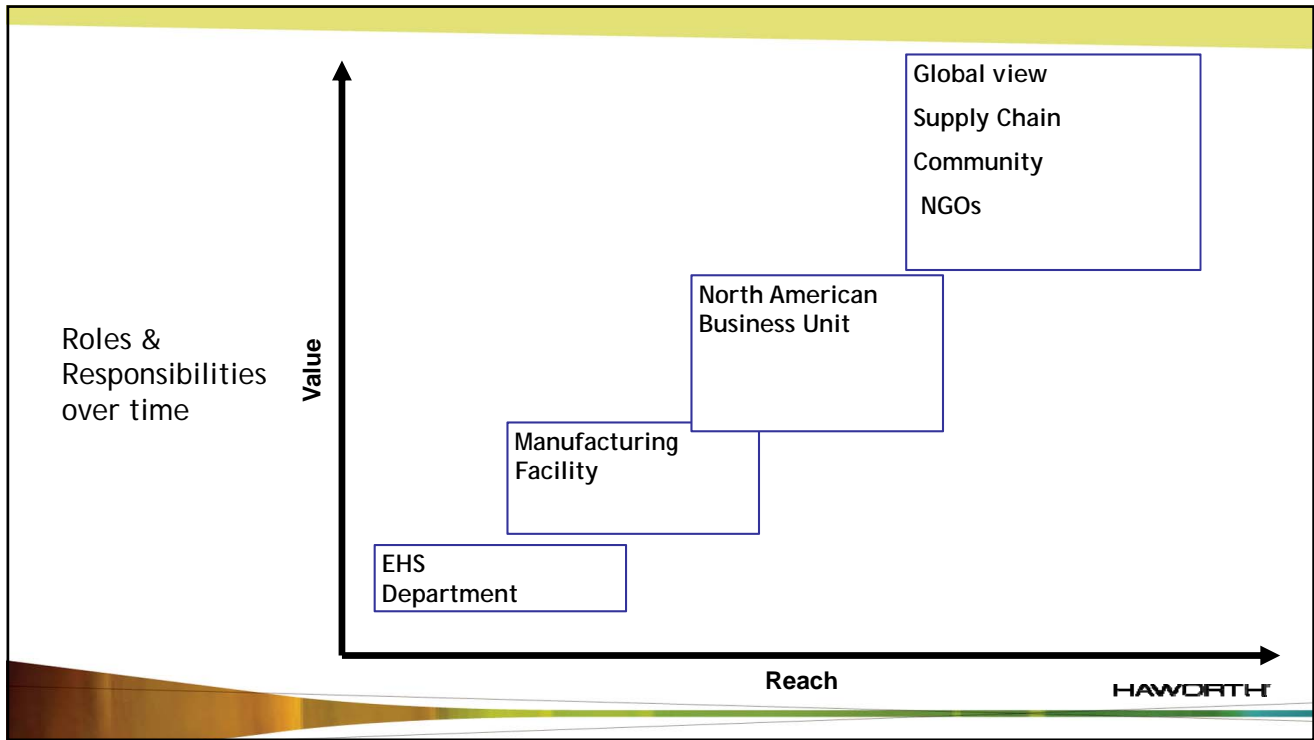 Global view
Supply Chain
Community
NGOs
North American
Business Unit
Roles &
Responsibilities
over time
Value
Manufacturing
Facility
EHS
Department
Reach
HAWORTH